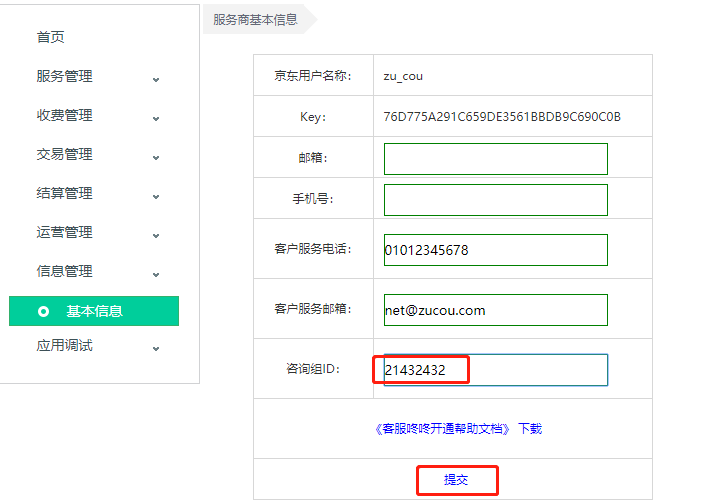 首页
服务管理
收费管理
交易管理
结算管理
运营管理
信息管理
基本信息
应用调试
服务商基本信息
京东用户名称： zu_cou
Key： 76D775A291C659DE3561BBDB9C690C0B
邮箱：
手机号：
客户服务电话： 01012345678
客户服务邮箱： net@zucou.com
咨询组ID： 21432432
《客服咚咚开通帮助文档》 下载
提交